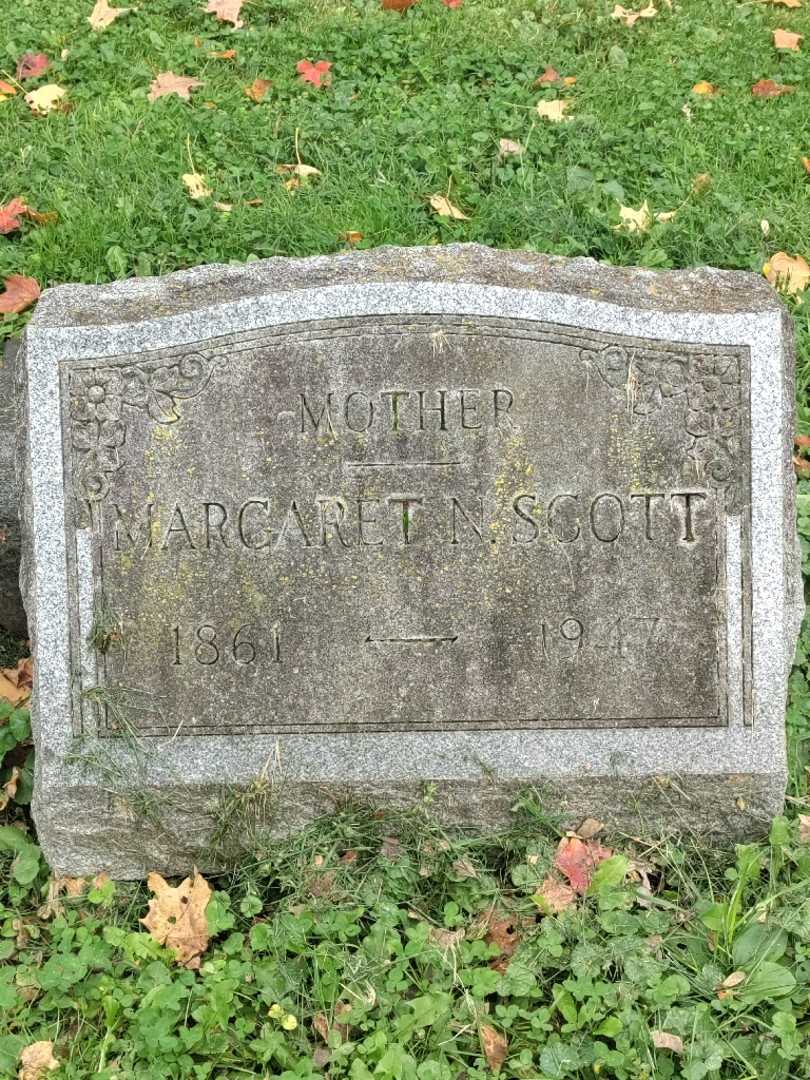 MOTHER
MARGARET N. SCOTT
1861 — 1947